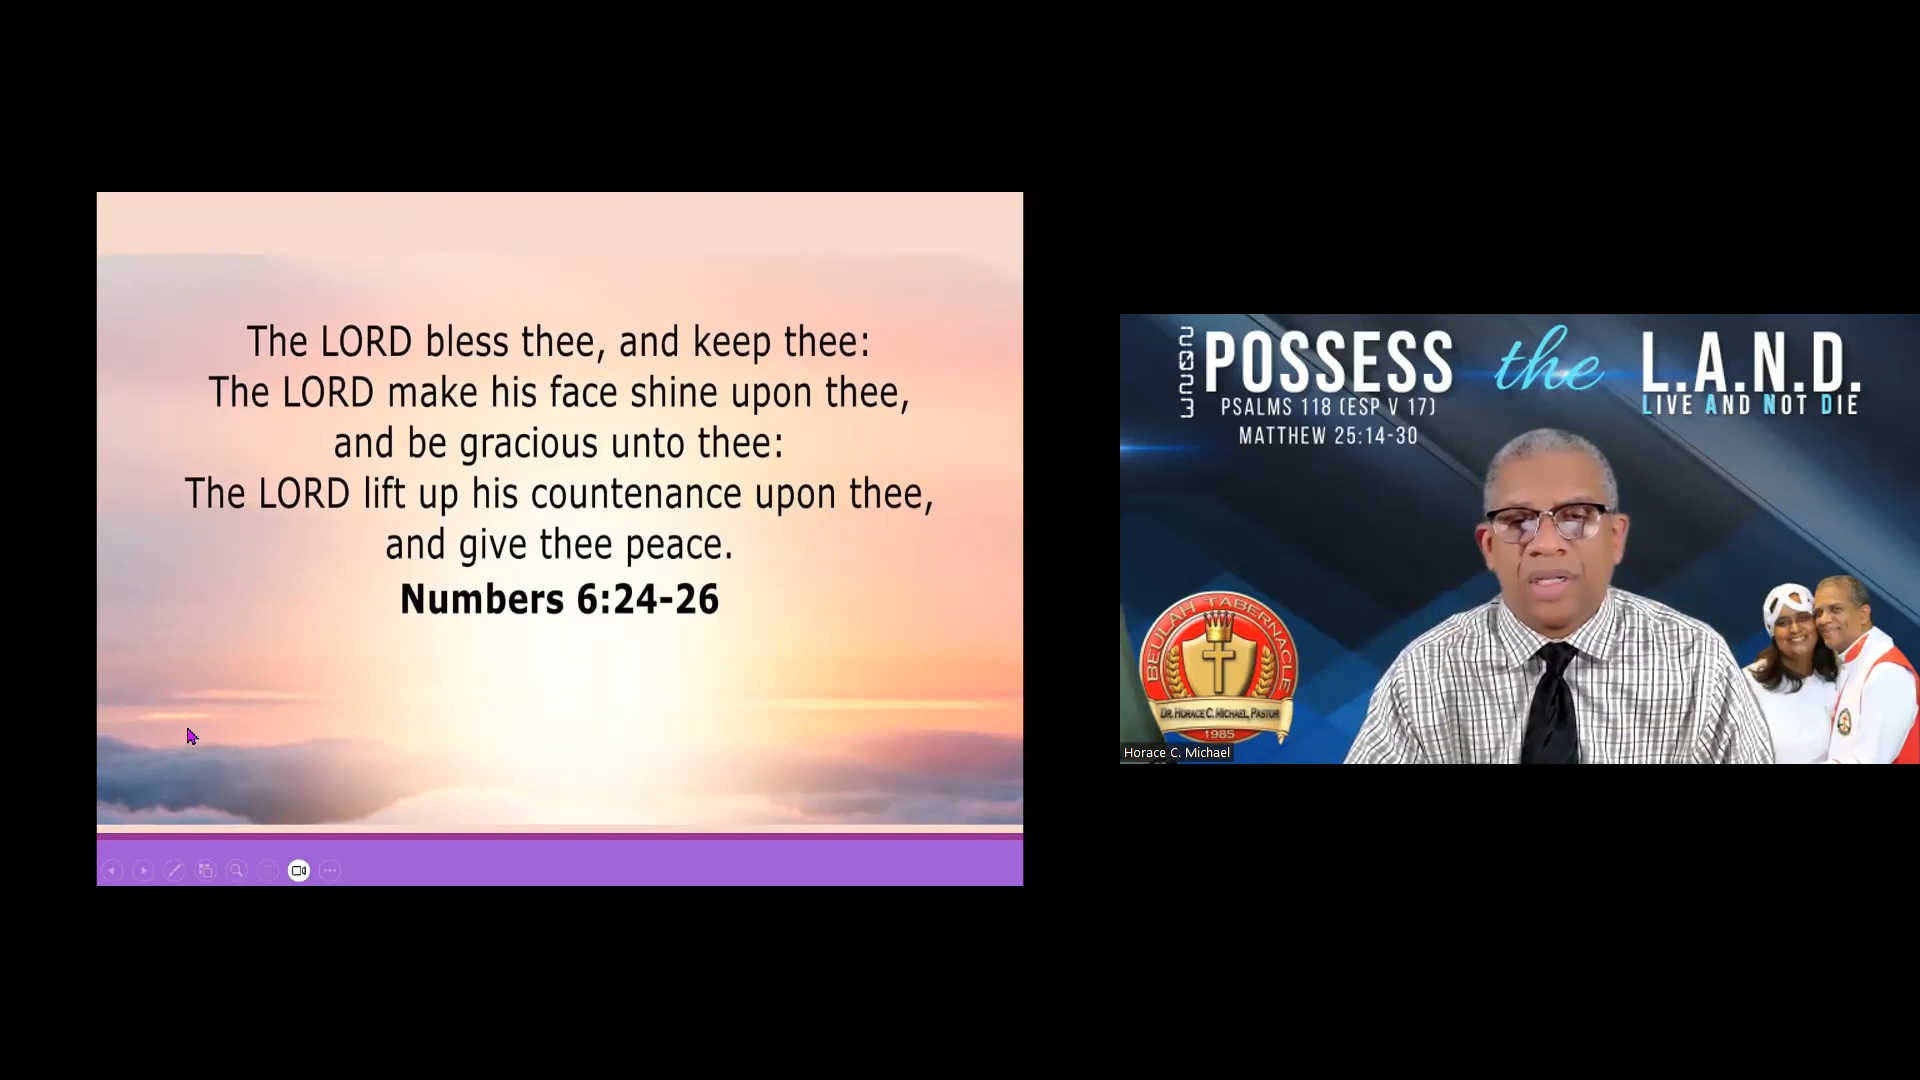 The LORD bless thee, and keep thee:
The LORD make his face shine upon thee,
and be gracious unto thee:
The LORD lift up his countenance upon thee,
and give thee peace.
Numbers 6:24-26
2023 POSSESS the L.A.N.D.
PSALMS 118 (ESP V 17)
LIVE AND NOT DIE
MATTHEW 25:14-30
BEULAH TABERNACLE
DR. HORACE C. MICHAEL, PASTOR
1985
Horace C. Michael